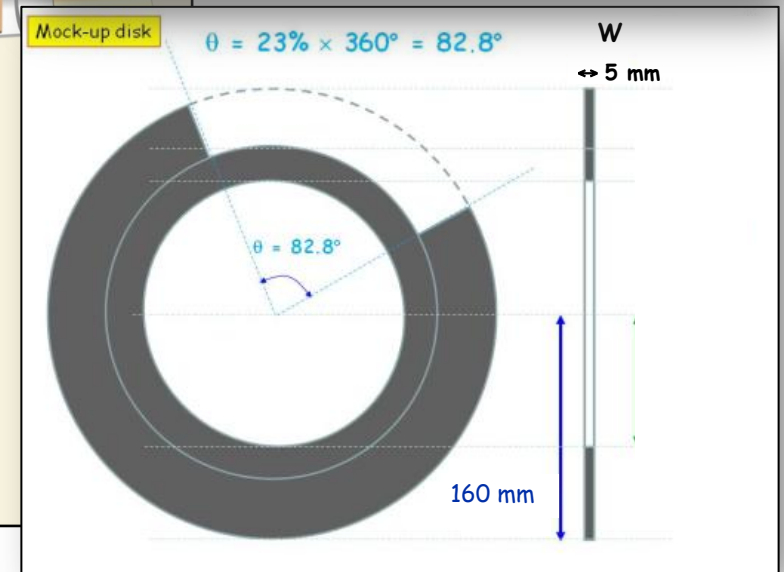 Mock-up disk
θ = 23% × 360° = 82.8°
W
↔ 5 mm
θ = 82.8°
160 mm